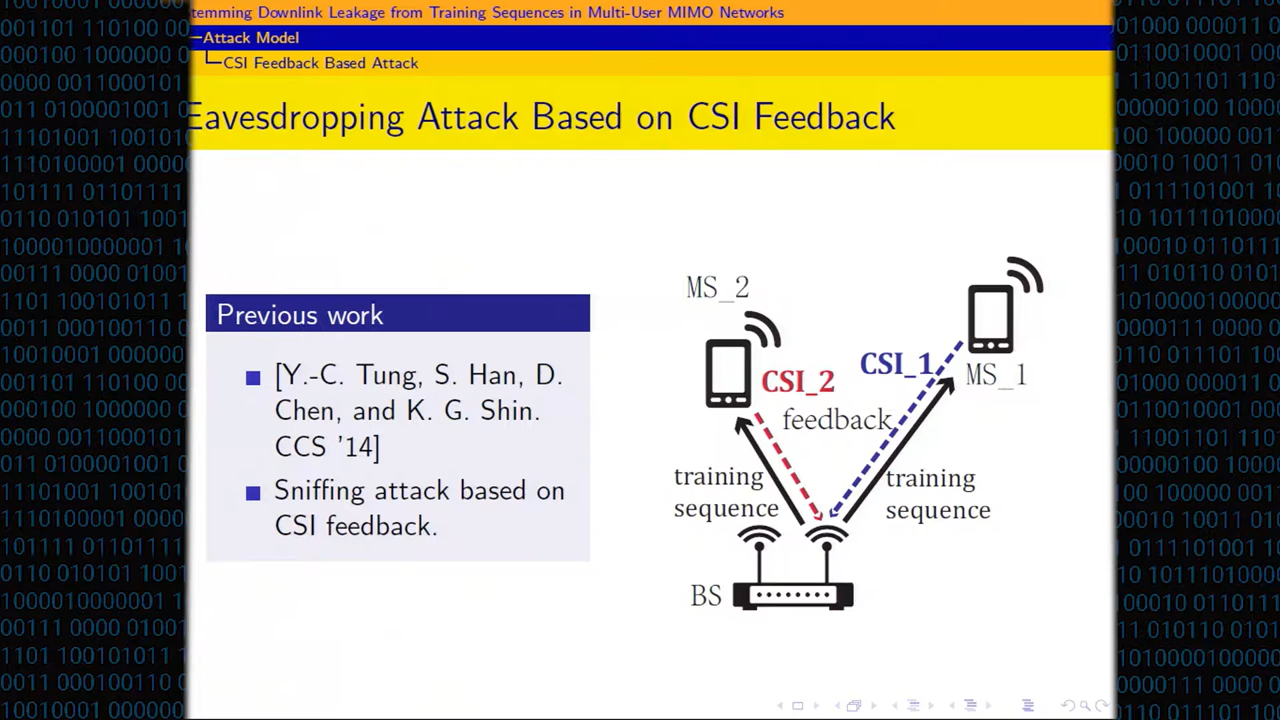 temming Downlink Leakage from Training Sequences in Multi-User MIMO Networks
Attack Model
CSI Feedback Based Attack
Eavesdropping Attack Based on CSI Feedback
Previous work
[Y.-C. Tung, S. Han, D.
Chen, and K. G. Shin.
CCS '14]
Sniffing attack based on
CSI feedback.
MS_2
CSI_2
CSI_1
MS_1
feedback
training
sequence
training
sequence
BS